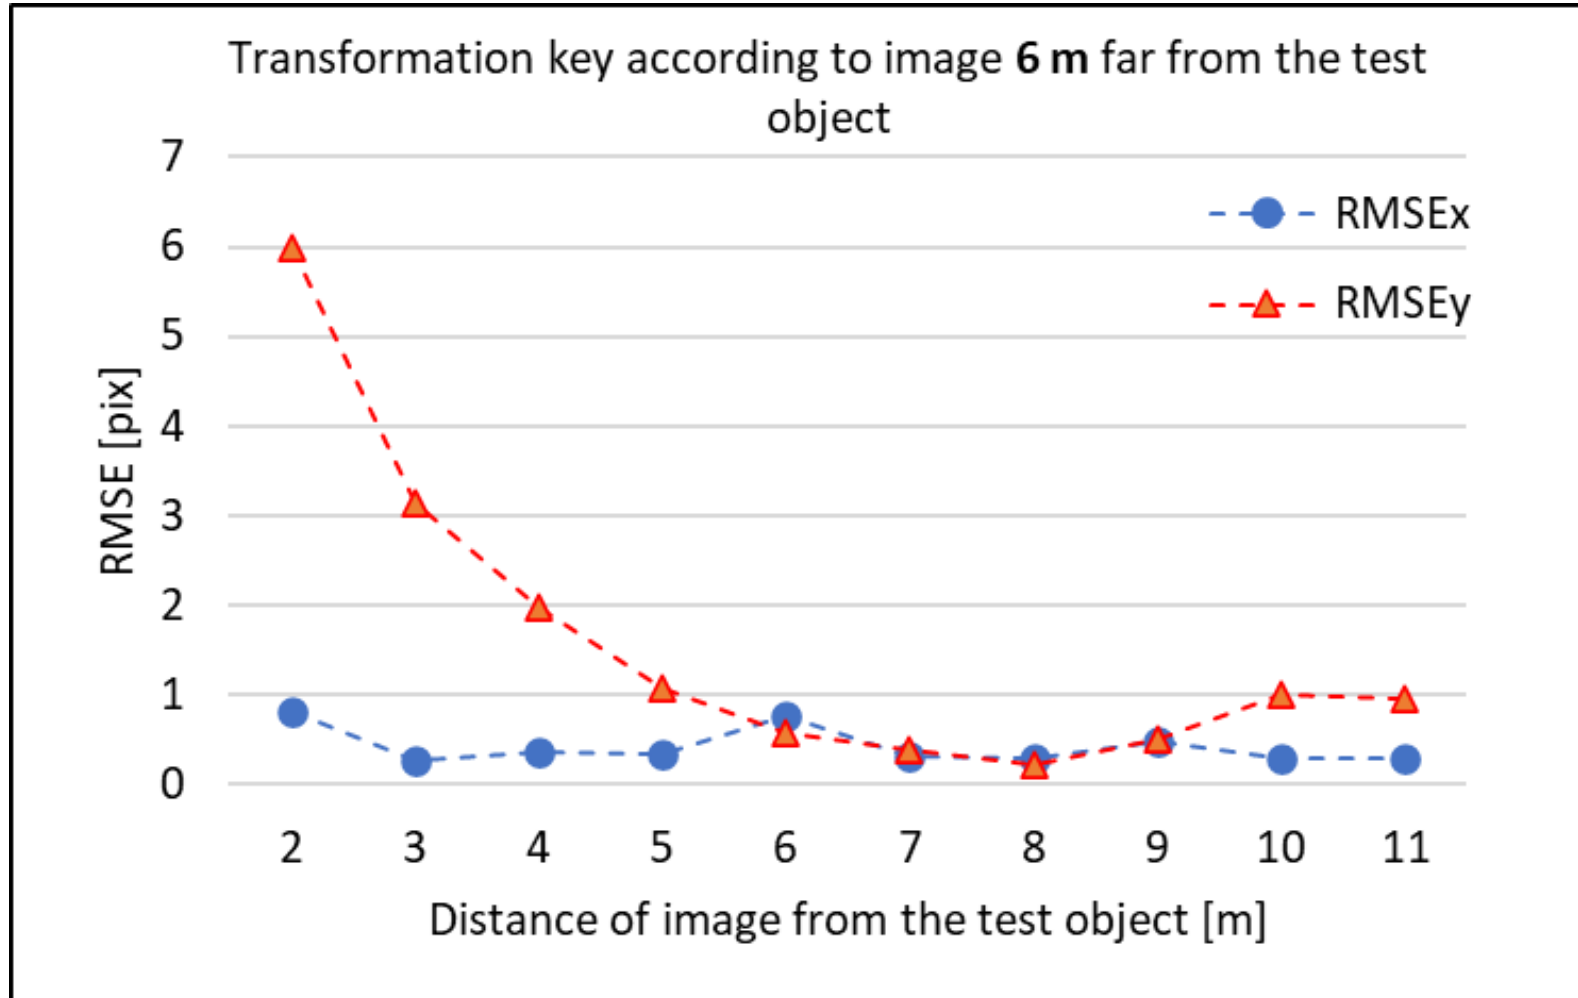 Transformation key according to image 6 m far from the test
object
7
6
5
4
3
2
1
0
RMSE [pix]
RMSEx
RMSEy
2 3 4 5 6 7 8 9 10 11
Distance of image from the test object [m]